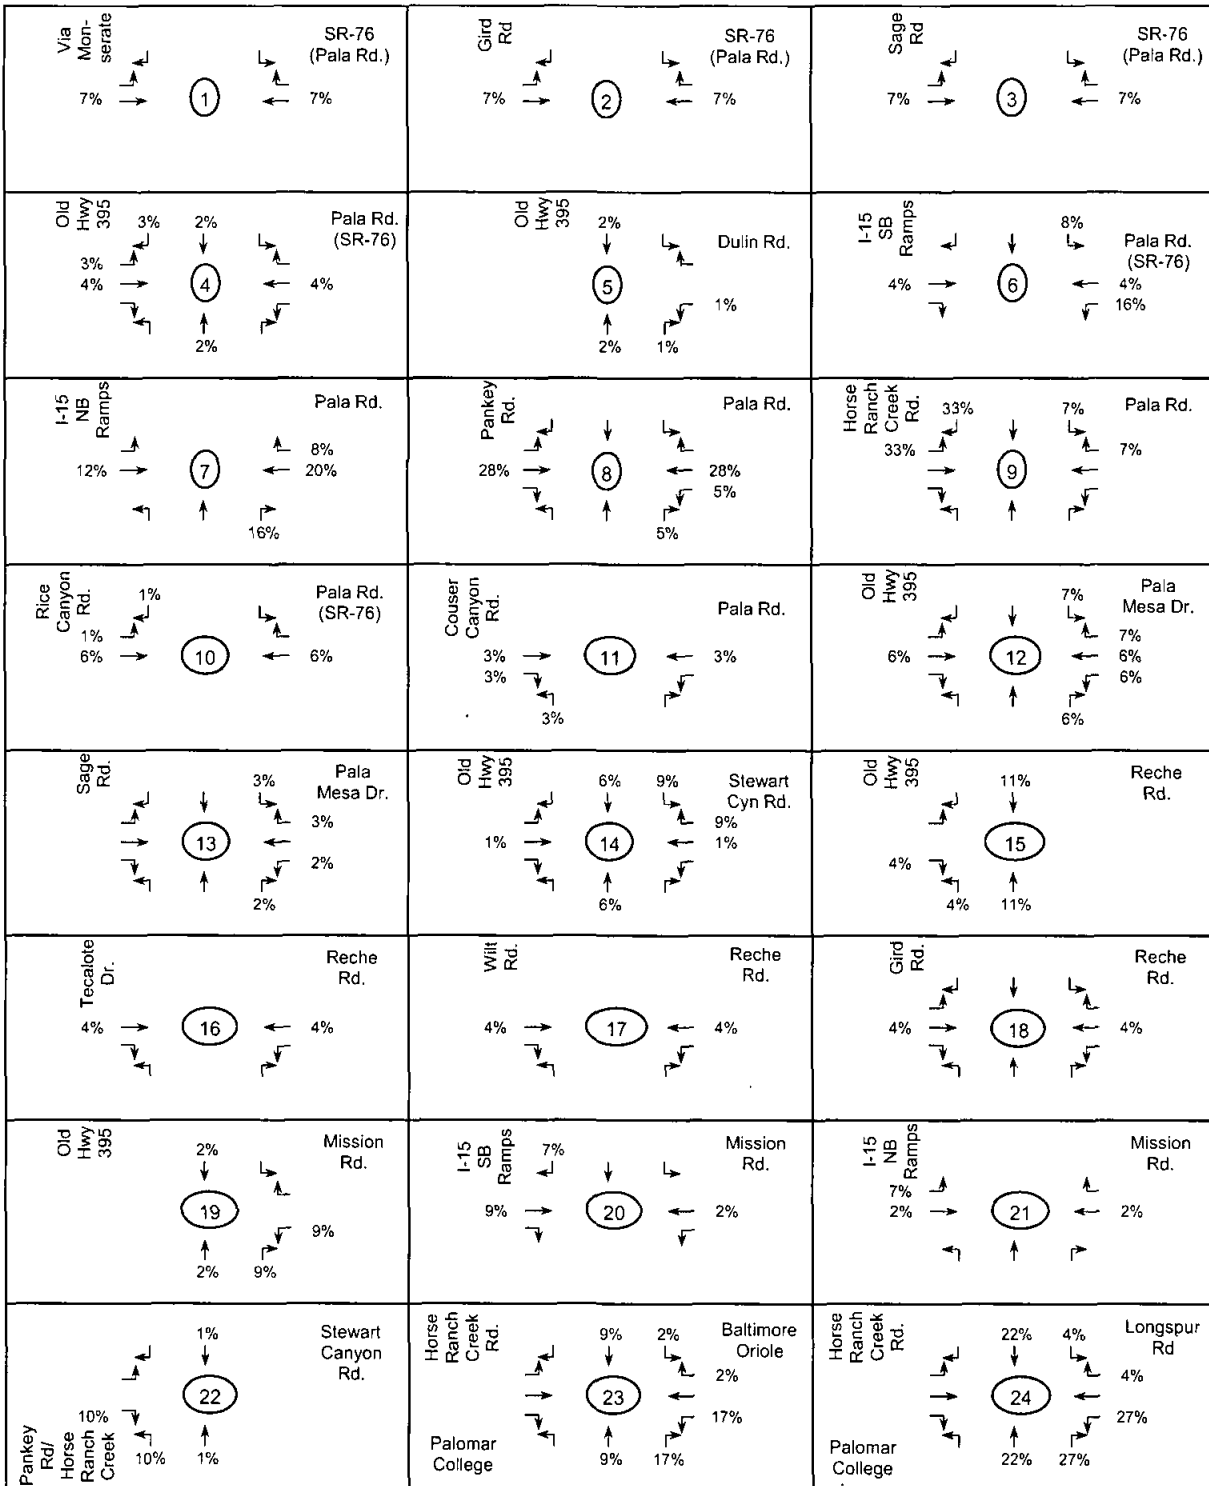 Via
Mon-
serate
SR-76
(Pala Rd.)
7%
1
7%
Gird
Rd
SR-76
(Pala Rd.)
7%
2
7%
Sage
Rd
SR-76
(Pala Rd.)
7%
3
7%
Old
Hwy
395
3%
2%
Pala Rd.
(SR-76)
3%
4%
4
4%
2%
Old
Hwy
395
2%
Dulin Rd.
5
1%
2%
1%
I-15
SB
Ramps
8%
Pala Rd.
(SR-76)
4%
6
4%
16%
I-15
NB
Ramps
Pala Rd.
8%
12%
7
20%
16%
Pankey
Rd.
Pala Rd.
28%
8
28%
5%
5%
Horse
Ranch
Creek
Rd.
33%
7%
Pala Rd.
33%
7%
9
Rice
Canyon
Rd.
1%
Pala Rd.
(SR-76)
1%
6%
10
6%
Couser
Canyon
Rd.
Pala Rd.
3%
11
3%
3%
3%
Old
Hwy
395
7%
Pala
Mesa Dr.
7%
6%
12
6%
6%
6%
Sage
Rd.
3%
Pala
Mesa Dr.
3%
13
2%
2%
Old
Hwy
395
6%
9%
Stewart
Cyn Rd.
9%
1%
14
1%
6%
Old
Hwy
395
11%
Reche
Rd.
15
4%
4%
11%
Tecalote
Dr.
Reche
Rd.
4%
16
4%
Wilt
Rd.
Reche
Rd.
4%
17
4%
Gird
Rd.
Reche
Rd.
4%
18
4%
Old
Hwy
395
2%
Mission
Rd.
19
9%
2%
9%
I-15
SB
Ramps
7%
Mission
Rd.
9%
20
2%
I-15
NB
Ramps
Mission
Rd.
7%
2%
21
2%
1%
Stewart
Canyon
Rd.
22
10%
Pankey
Rd/
Horse
Ranch
Creek
10%
1%
Horse
Ranch
Creek
Rd.
9%
2%
Baltimore
Oriole
2%
23
17%
Palomar
College
9%
17%
Horse
Ranch
Creek
Rd.
22%
4%
Longspur
Rd
4%
24
27%
Palomar
College
22%
27%